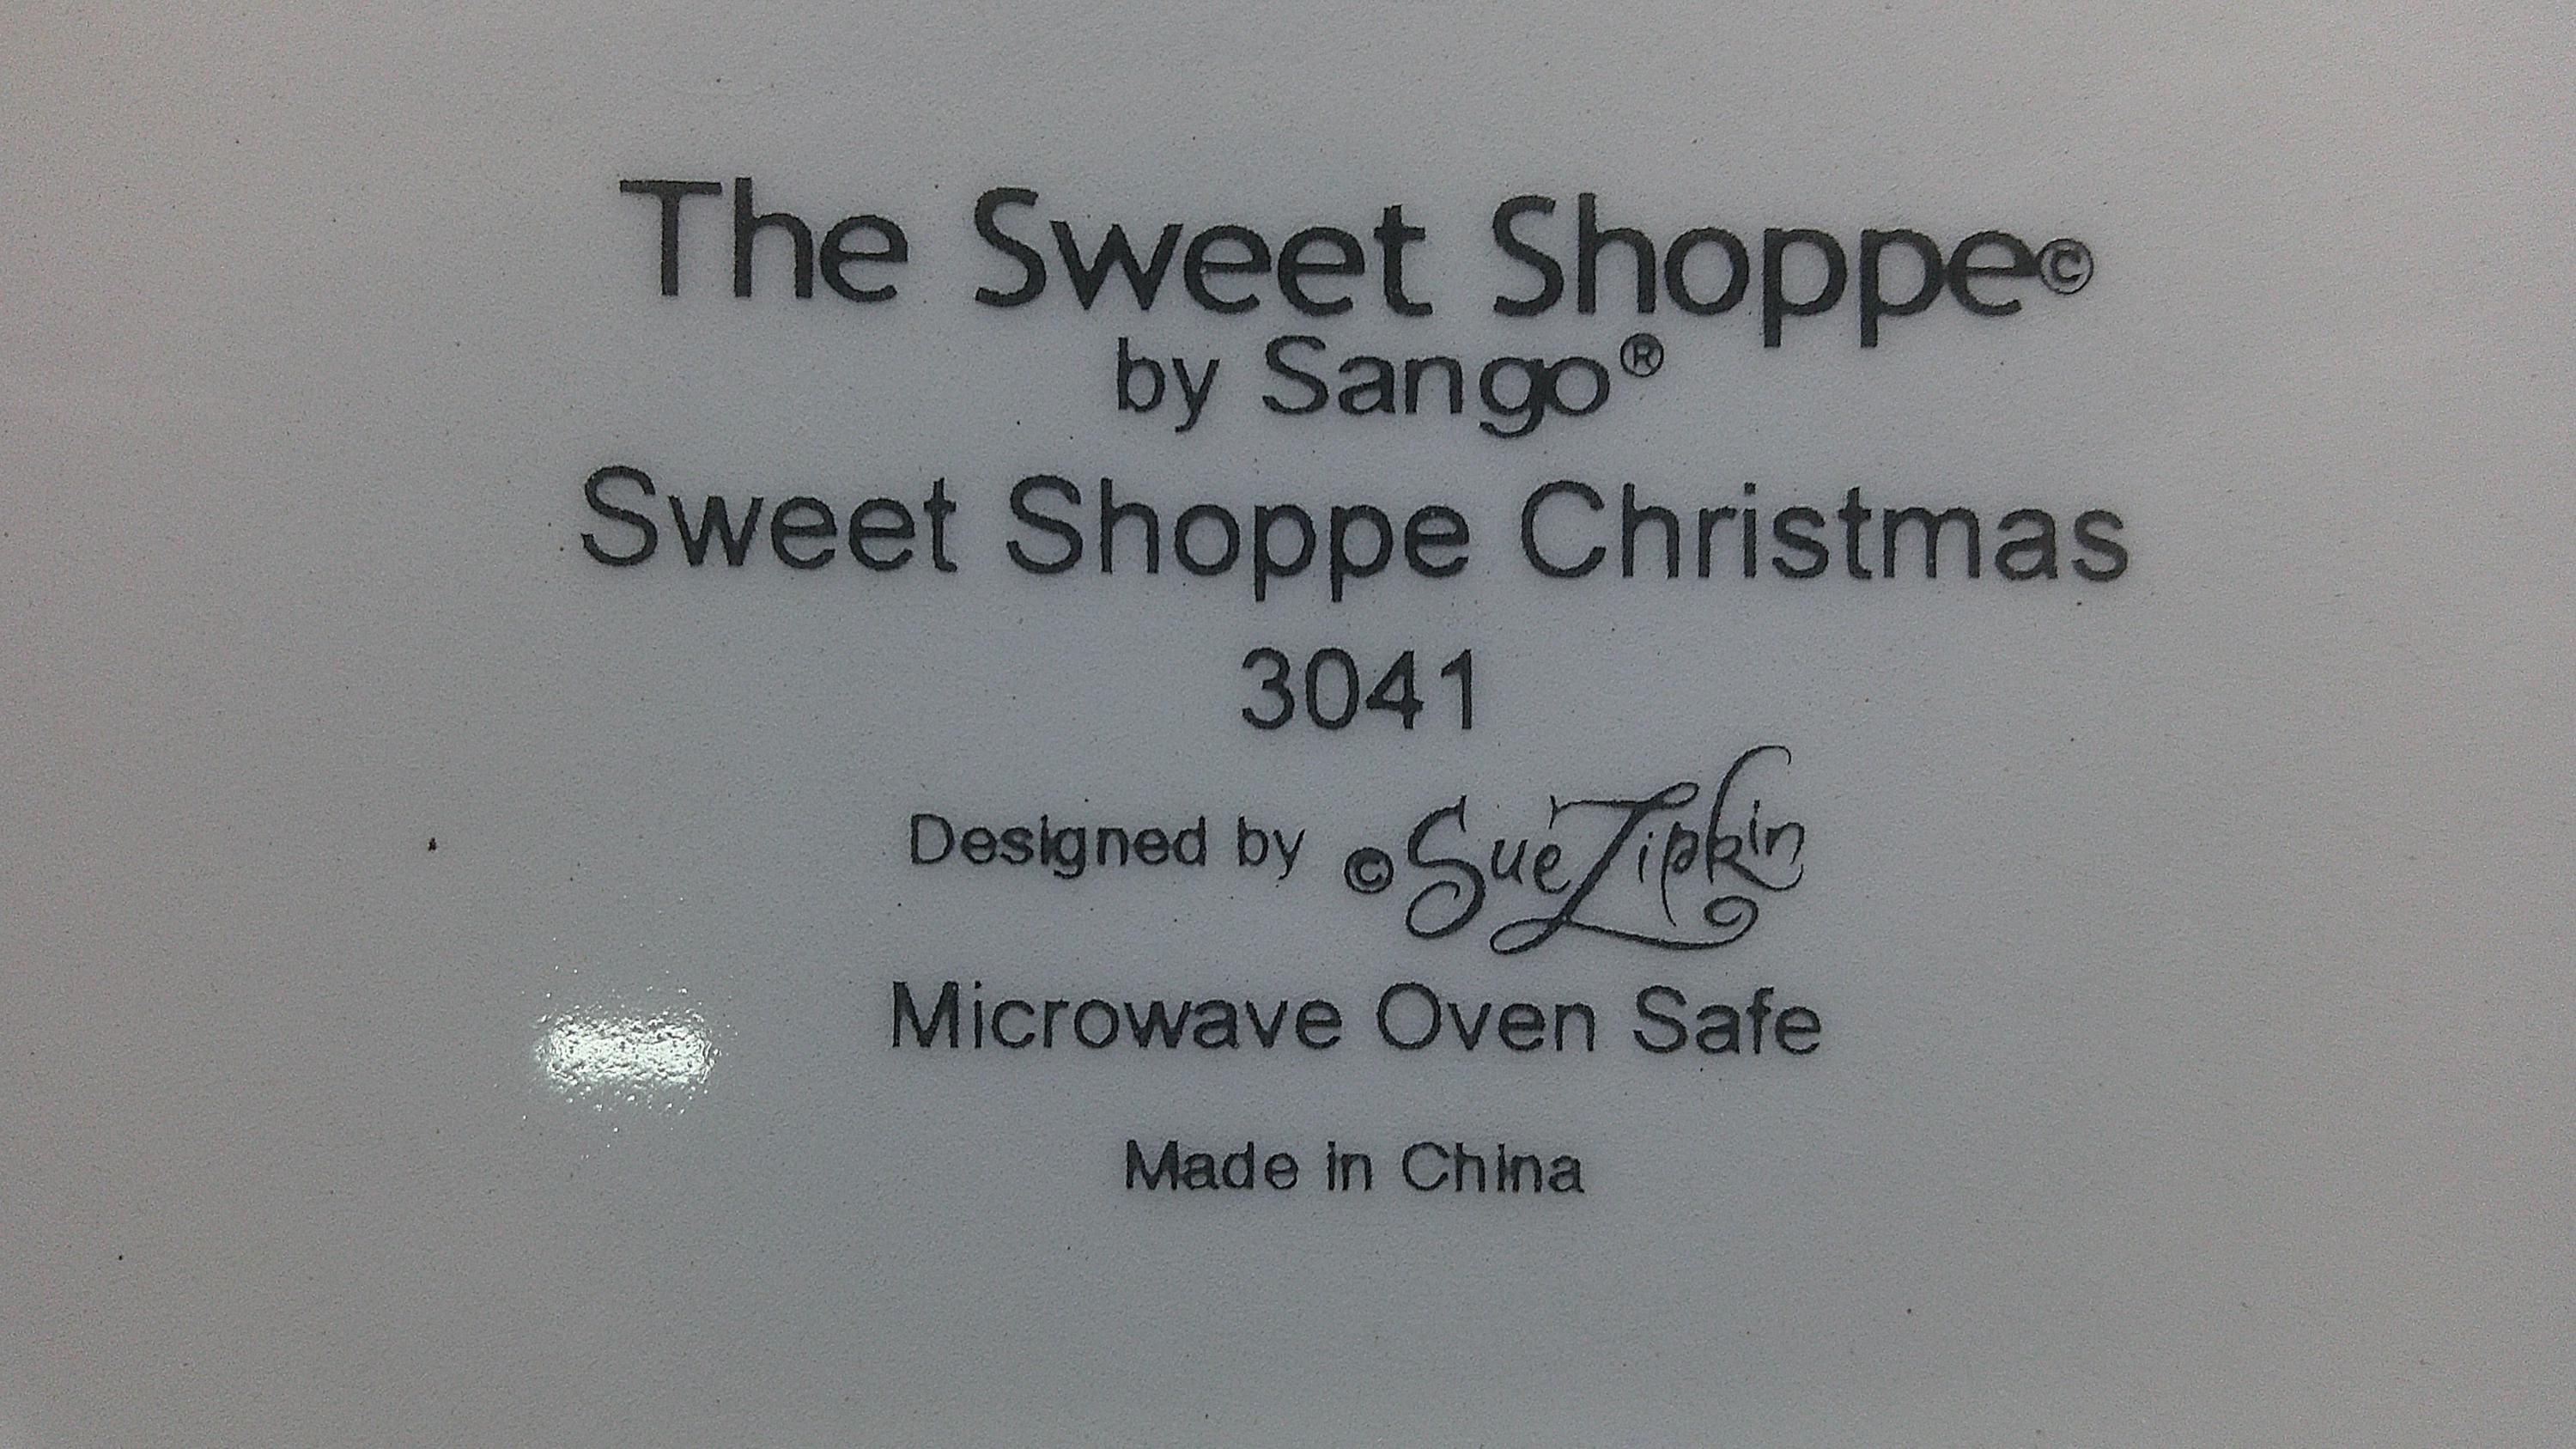 The Sweet Shoppe©
by Sango®
Sweet Shoppe Christmas
3041
Designed by ©Sue Zipkin
Microwave Oven Safe
Made in China